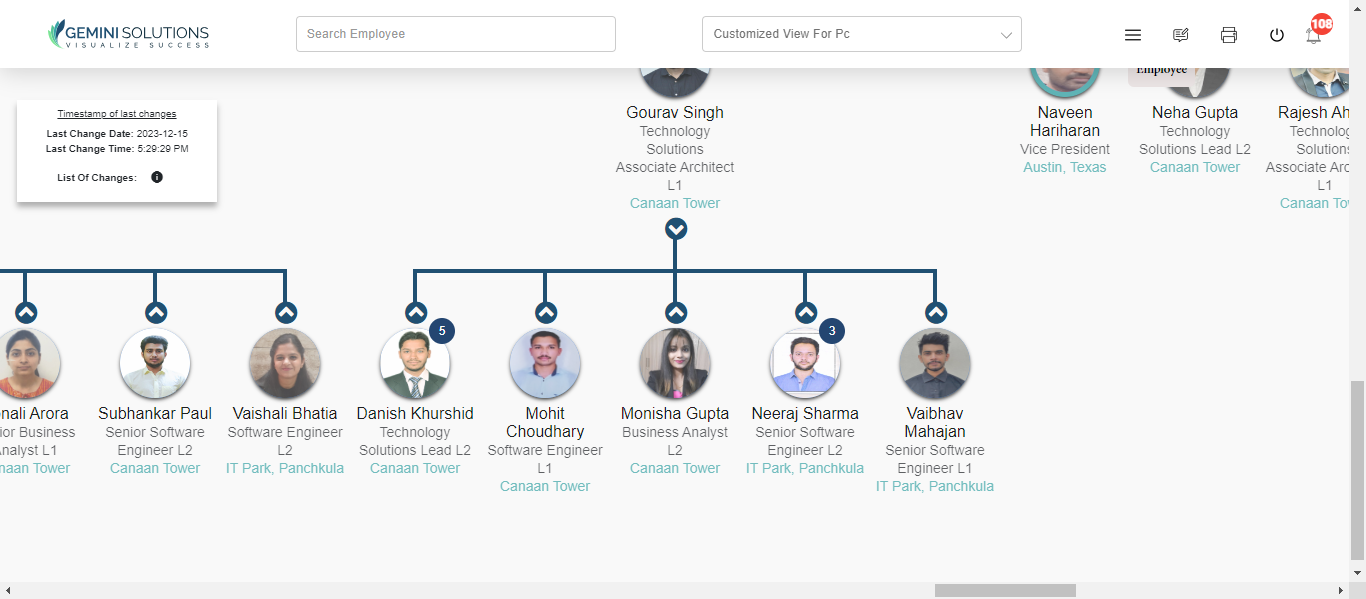 GEMINI SOLUTIONS
VISUALIZE SUCCESS
Search Employee
Customized View For Pc
108
Employee
Timestamp of last changes
Last Change Date: 2023-12-15
Last Change Time: 5:29:29 PM
List Of Changes:
Gourav Singh
Technology
Solutions
Associate Architect
L1
Canaan Tower
Naveen
Hariharan
Vice President
Austin, Texas
Neha Gupta
Technology
Solutions Lead L2
Canaan Tower
Rajesh Ah
Technolog
Solutions
Associate Archit
L1
Canaan Tow
nali Arora
ior Business
Analyst L1
naan Tower
Subhankar Paul
Senior Software
Engineer L2
Canaan Tower
Vaishali Bhatia
Software Engineer
L2
IT Park, Panchkula
5
Danish Khurshid
Technology
Solutions Lead L2
Canaan Tower
Mohit
Choudhary
Software Engineer
L1
Canaan Tower
Monisha Gupta
Business Analyst
L2
Canaan Tower
3
Neeraj Sharma
Senior Software
Engineer L2
IT Park, Panchkula
Vaibhav
Mahajan
Senior Software
Engineer L1
IT Park, Panchkula